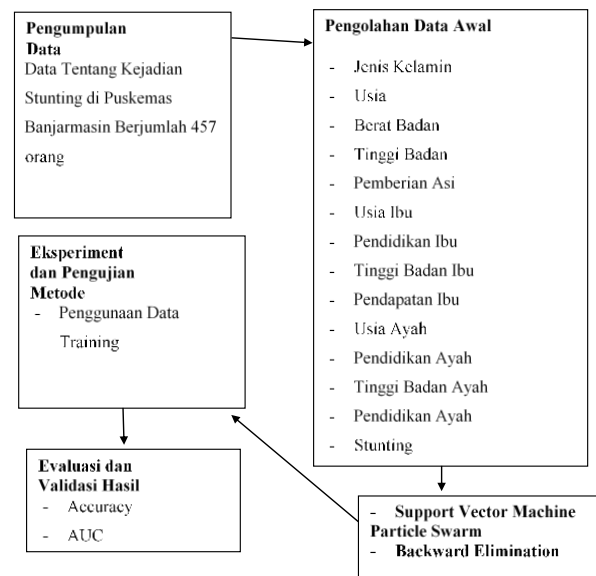 Pengumpulan
Data
Data Tentang Kejadian
Stunting di Puskemas
Banjarmasin Berjumlah 457
orang
Pengolahan Data Awal
- Jenis Kelamin
- Usia
- Berat Badan
- Tinggi Badan
- Pemberian Asi
- Usia Ibu
- Pendidikan Ibu
- Tinggi Badan Ibu
- Pendapatan Ibu
- Usia Ayah
- Pendidikan Ayah
- Tinggi Badan Ayah
- Pendidikan Ayah
- Stunting
- Support Vector Machine
Particle Swarm
- Backward Elimination
Eksperiment
dan Pengujian
Metode
- Penggunaan Data
Training
Evaluasi dan
Validasi Hasil
- Accuracy
- AUC